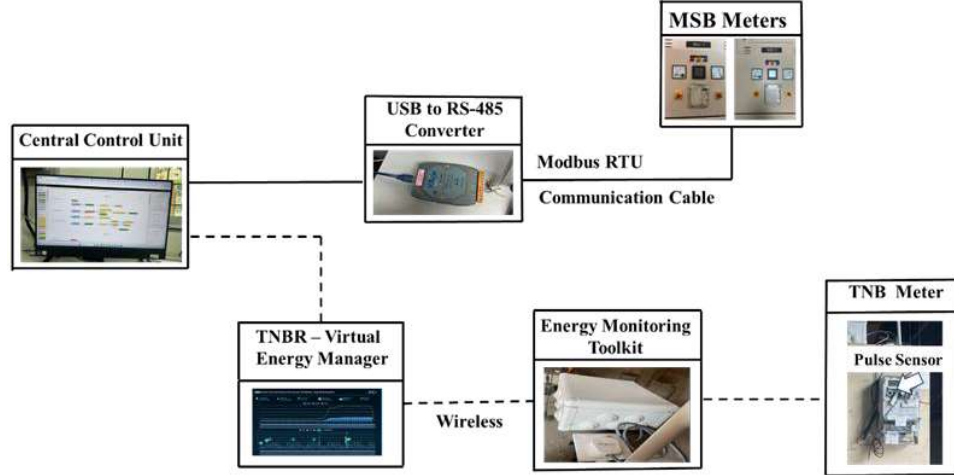 MSB Meters
USB to RS-485
Converter
Central Control Unit
Modbus RTU
Communication Cable
TNB Meter
TNBR – Virtual
Energy Manager
Energy Monitoring
Toolkit
Pulse Sensor
Wireless